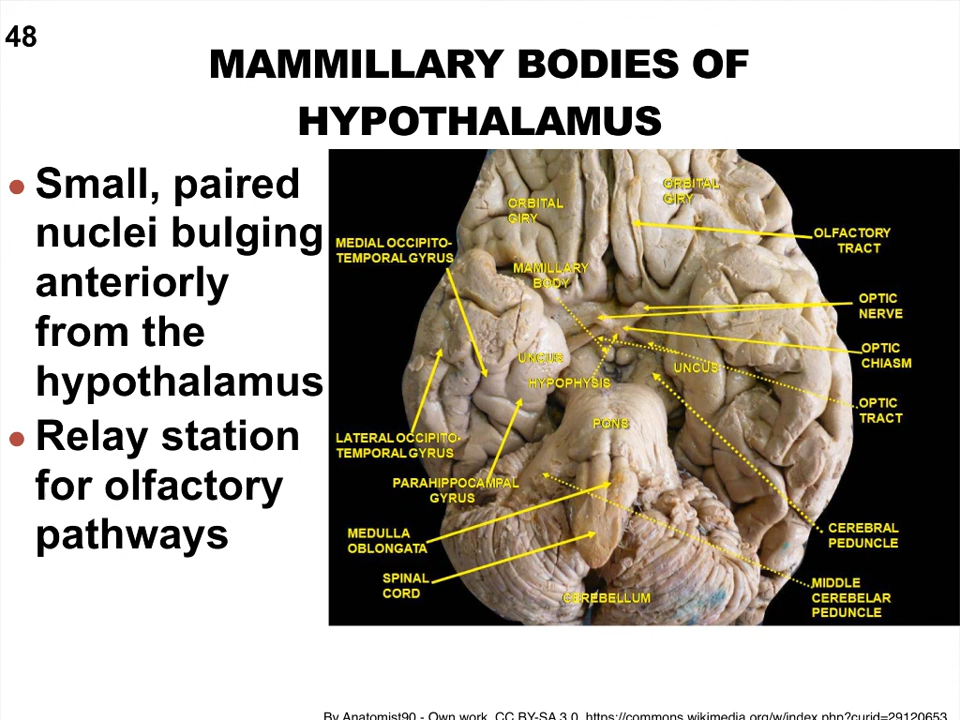 48
MAMMILLARY BODIES OF
HYPOTHALAMUS
● Small, paired
nuclei bulging
anteriorly
from the
hypothalamus
● Relay station
for olfactory
pathways
ORBITAL
GIRY
ORBITAL
GIRY
OLFACTORY
TRACT
MEDIAL OCCIPITO-
TEMPORAL GYRUS
MAMILLARY
BODY
OPTIC
NERVE
OPTIC
CHIASM
UNCUS
UNCUS
HYPOPHYSIS
OPTIC
TRACT
PONS
LATERAL OCCIPITO-
TEMPORAL GYRUS
PARAHIPPOCAMPAL
GYRUS
MEDULLA
OBLONGATA
CEREBRAL
PEDUNCLE
SPINAL
CORD
MIDDLE
CEREBELAR
PEDUNCLE
CEREBELLUM
By Anatomist90 - Own work, CC BY-SA 3.0, https://commons.wikimedia.org/w/index.php?curid=29120653